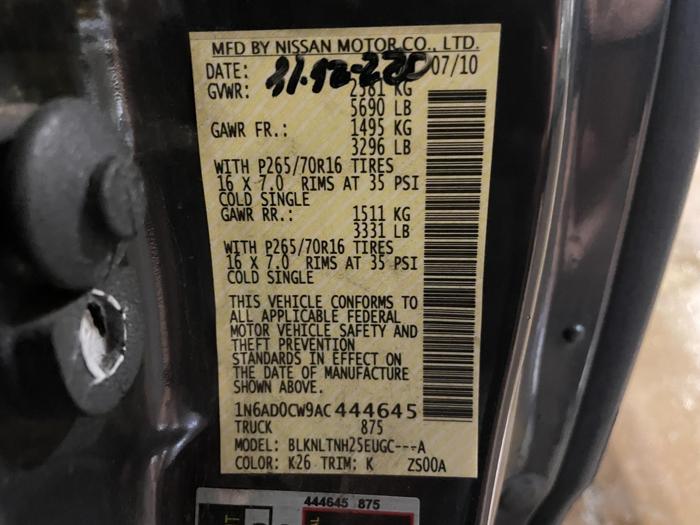 MFD BY NISSAN MOTOR CO., LTD.
DATE: 07/10
GVWR: 2581 KG
5690 LB
GAWR FR.: 1495 KG
3296 LB
WITH P265/70R16 TIRES
16 X 7.0 RIMS AT 35 PSI
COLD SINGLE
GAWR RR.: 1511 KG
3331 LB
WITH P265/70R16 TIRES
16 X 7.0 RIMS AT 35 PSI
COLD SINGLE
THIS VEHICLE CONFORMS TO
ALL APPLICABLE FEDERAL
MOTOR VEHICLE SAFETY AND
THEFT PREVENTION
STANDARDS IN EFFECT ON
THE DATE OF MANUFACTURE
SHOWN ABOVE.
1N6AD0CW9AC444645
TRUCK 875
MODEL: BLKNLTNH25EUGC---A
COLOR: K26 TRIM: K ZS00A
444645 875